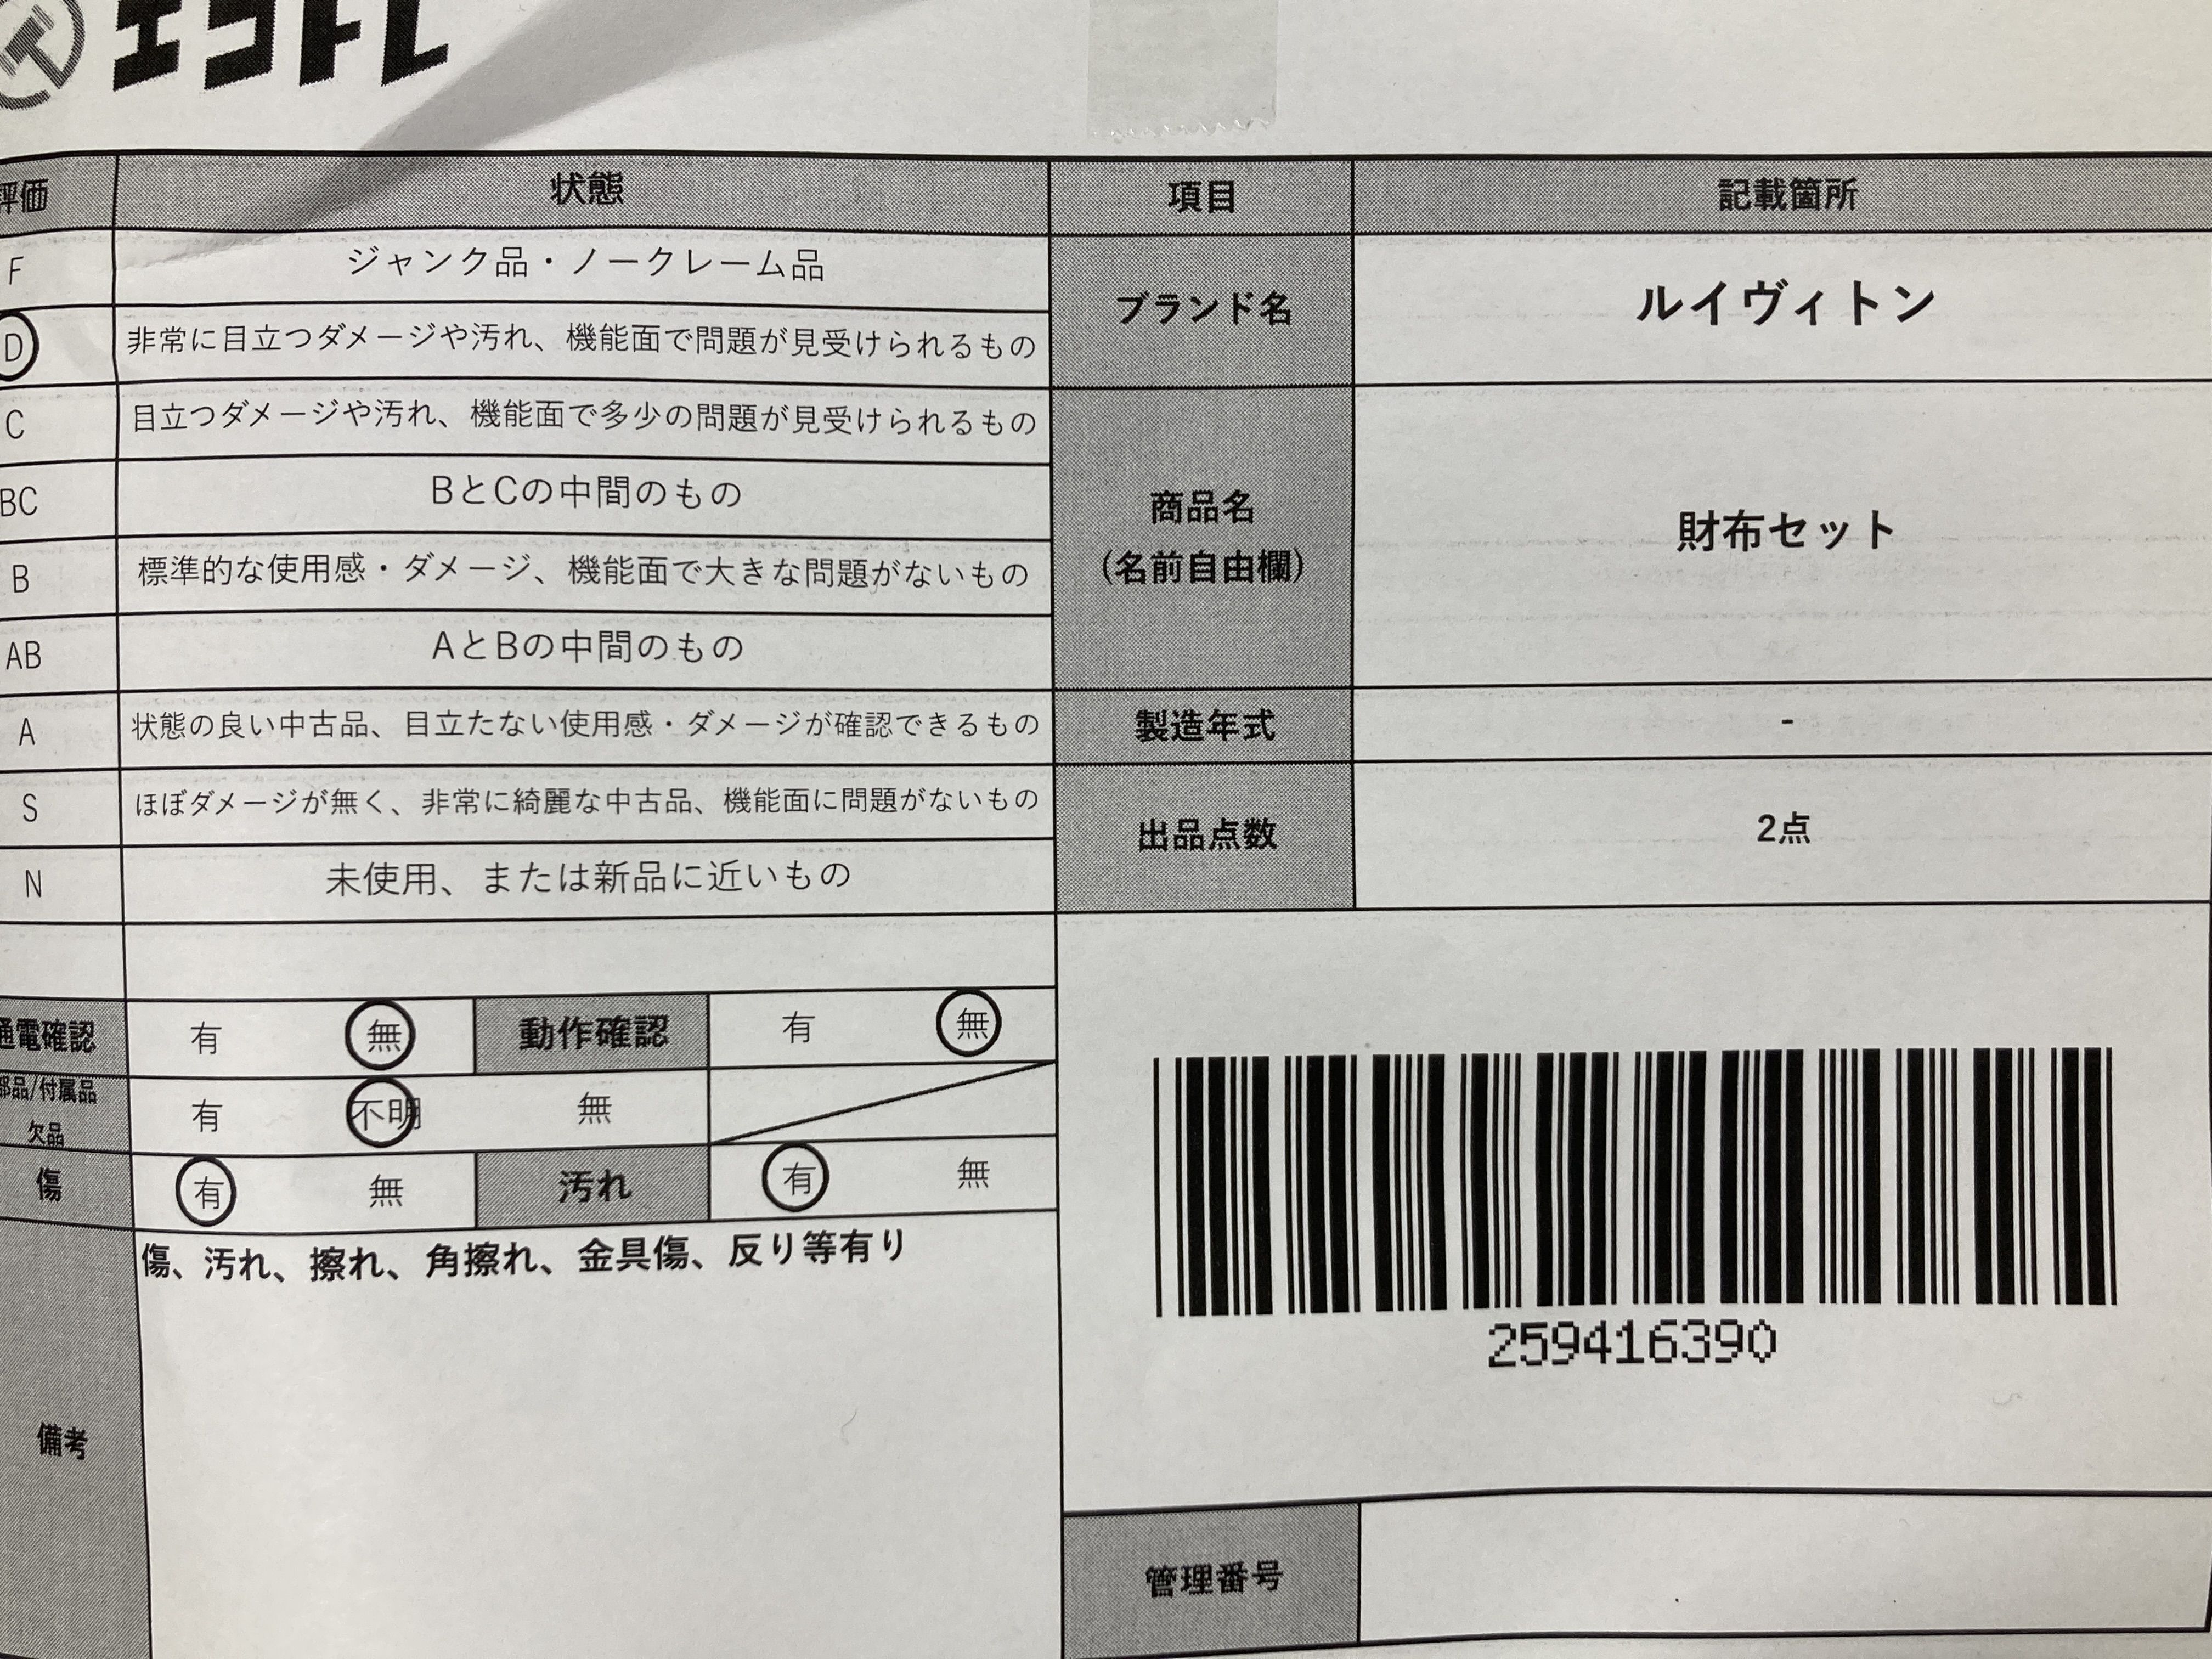 エコトレ
評価 状態
F ジャンク品・ノークレーム品
D 非常に目立つダメージや汚れ、機能面で問題が見受けられるもの
C 目立つダメージや汚れ、機能面で多少の問題が見受けられるもの
BC BとCの中間のもの
B 標準的な使用感・ダメージ、機能面で大きな問題がないもの
AB AとBの中間のもの
A 状態の良い中古品、目立たない使用感・ダメージが確認できるもの
S ほぼダメージが無く、非常に綺麗な中古品、機能面に問題がないもの
N 未使用、または新品に近いもの
通電確認 有 無 動作確認 有 無
部品/付属品
欠品
有 不明 無
傷 有 無 汚れ 有 無
備考
傷、汚れ、擦れ、角擦れ、金具傷、反り等有り
項目 記載箇所
ブランド名 ルイヴィトン
商品名
(名前自由欄)
財布セット
製造年式 -
出品点数 2点
259416390
管理番号